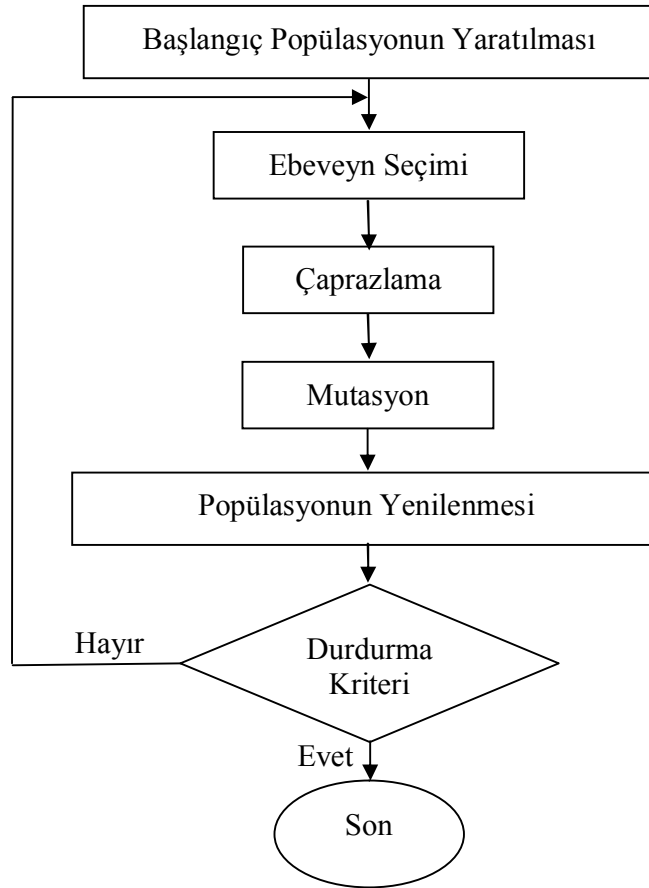 Başlangıç Popülasyonun Yaratılması
Ebeveyn Seçimi
Çaprazlama
Mutasyon
Popülasyonun Yenilenmesi
Hayır
Durdurma
Kriteri
Evet
Son